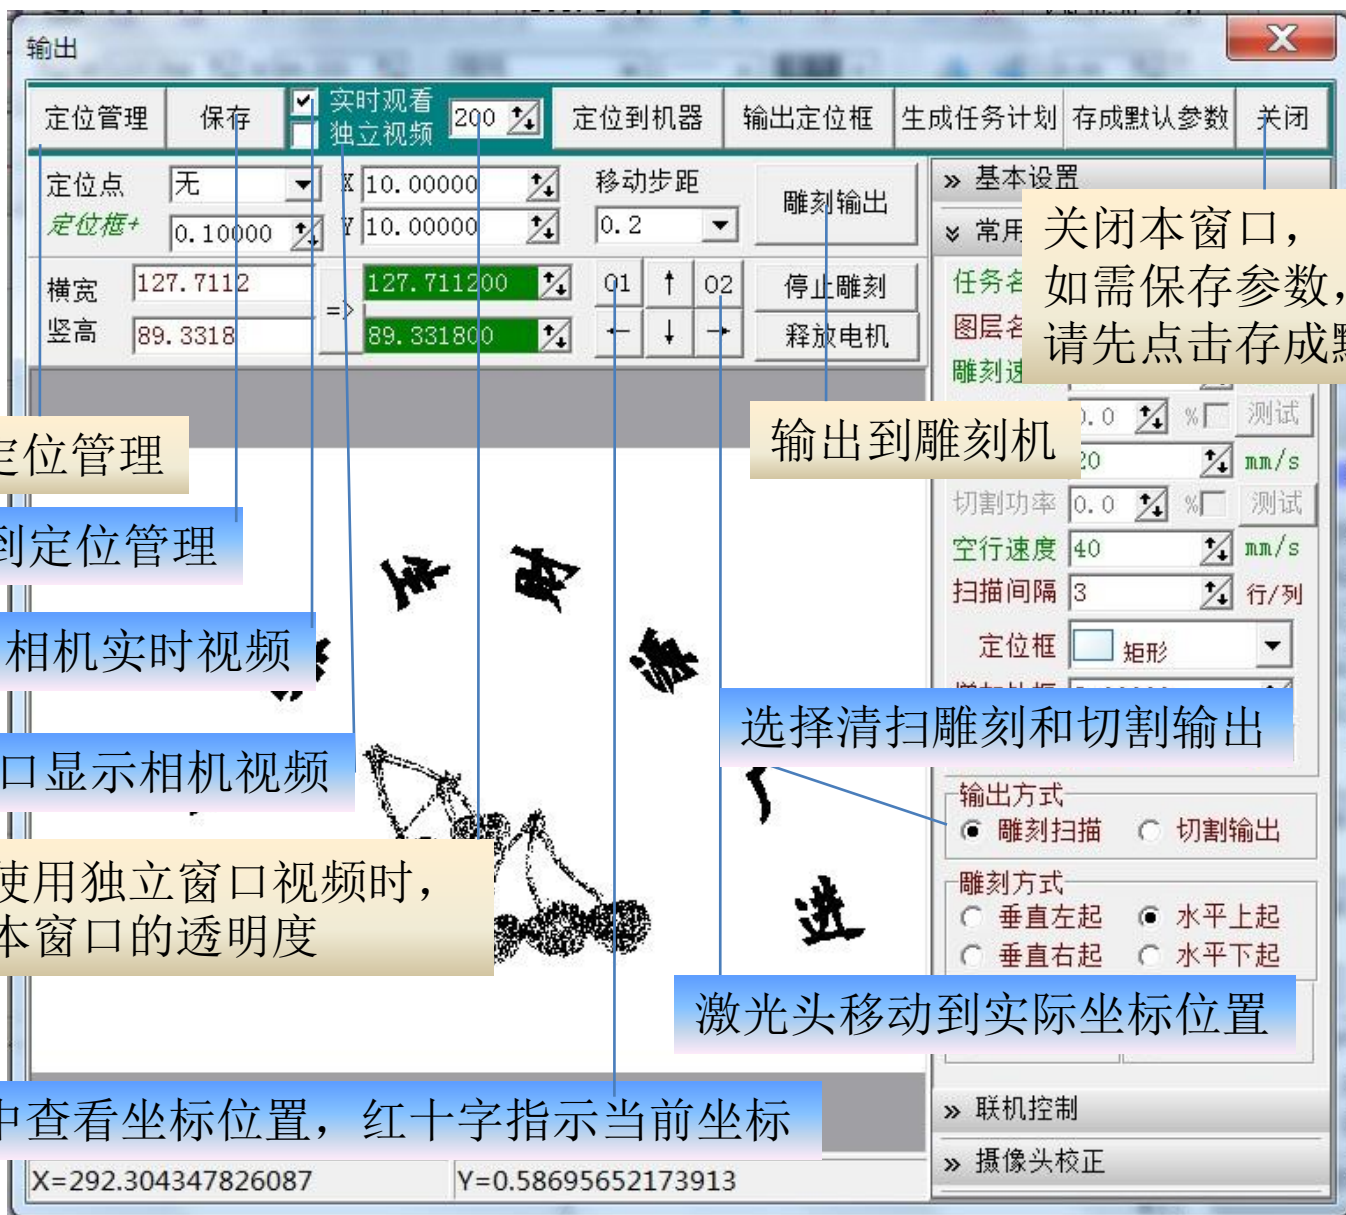 输出
定位管理 保存 实时观看 200 定位到机器 输出定位框 生成任务计划 存成默认参数 关闭
独立视频
定位点 无 X 10.00000 移动步距 雕刻输出 » 基本设置
定位框+ 0.10000 Y 10.00000 0.2 常用
关闭本窗口，
如需保存参数，
请先点击存成
横宽 127.7112 => 127.711200 01 ↑ 02 停止雕刻 任务名
竖高 89.3318 89.331800 ← ↓ → 释放电机 图层名
雕刻速
定位管理 输出到雕刻机 0.0 % 测试
20 mm/s
到定位管理 切割功率 0.0 % 测试
空行速度 40 mm/s
至 财
扫描间隔 3 行/列
相机实时视频 源 定位框 矩形
选择清扫雕刻和切割输出
口显示相机视频 广
输出方式
雕刻扫描 切割输出
使用独立窗口视频时，
本窗口的透明度
进
雕刻方式
垂直左起 水平上起
垂直右起 水平下起
激光头移动到实际坐标位置
中查看坐标位置，红十字指示当前坐标
» 联机控制
» 摄像头校正
X=292.304347826087 Y=0.58695652173913